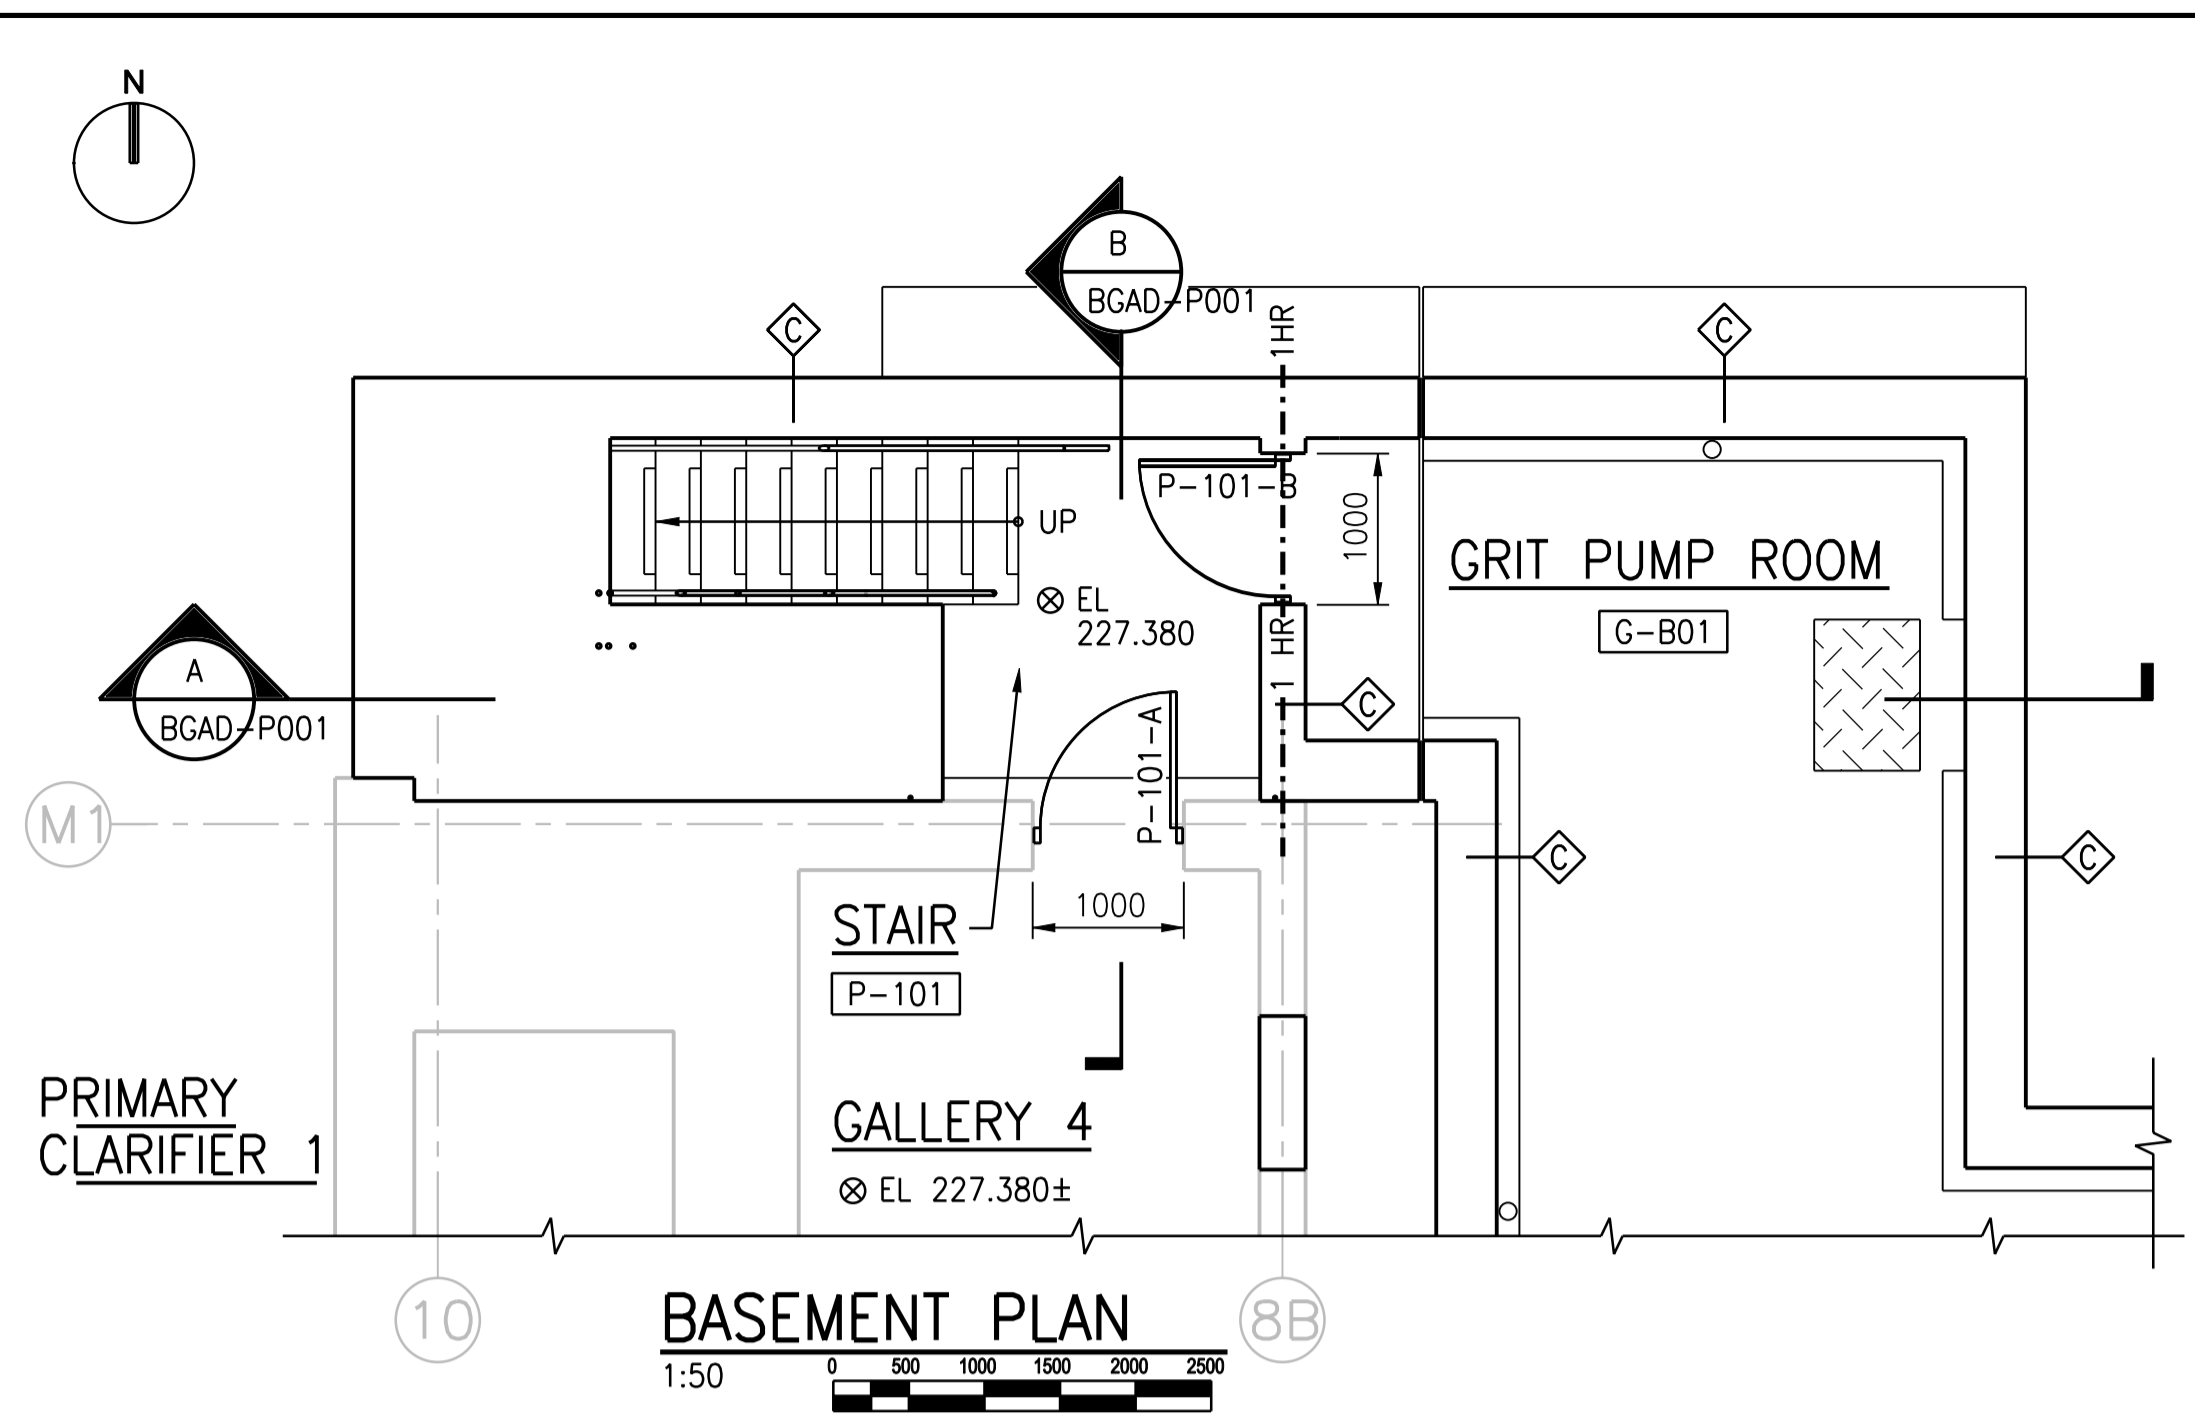 N
B
BGAD-P001
1HR
C
C
P-101-B
UP
1000
GRIT PUMP ROOM
EL
227.380
G-B01
1 HR
A
BGAD-P001
C
P-101-A
M1
C
C
STAIR
1000
P-101
PRIMARY
CLARIFIER 1
GALLERY 4
EL 227.380±
10
BASEMENT PLAN
8B
1:50
0 500 1000 1500 2000 2500